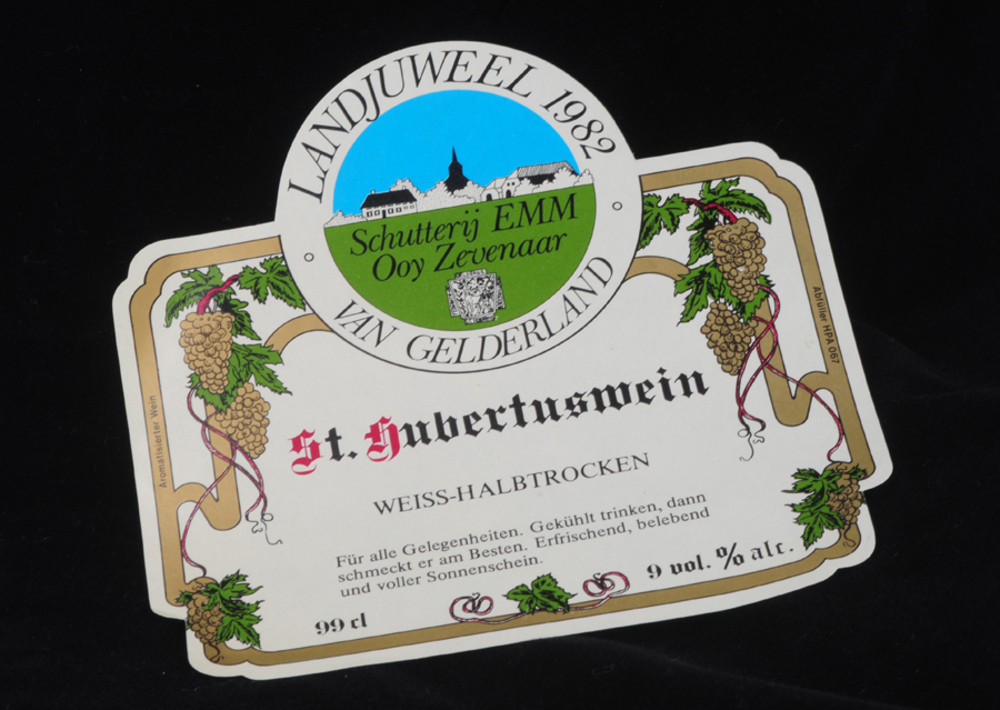 LANDJUWEEL 1982
Schutterij EMM
Ooy Zevenaar
VAN GELDERLAND
St. Hubertuswein
WEISS-HALBTROCKEN
Für alle Gelegenheiten. Gekühlt trinken, dann
schmeckt er am Besten. Erfrischend, belebend
und voller Sonnenschein.
99 cl
9 vol. % alc.
Aromatisierter Wein
Abfüller HPA 067